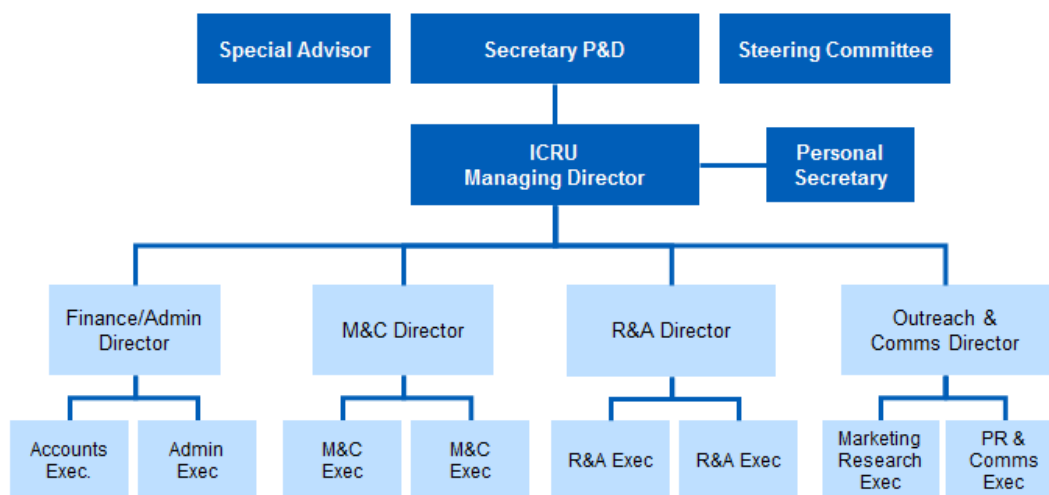 Special Advisor
Secretary P&D
Steering Committee
ICRU
Managing Director
Personal
Secretary
Finance/Admin
Director
M&C Director
R&A Director
Outreach &
Comms Director
Accounts
Exec.
Admin
Exec
M&C
Exec
M&C
Exec
R&A Exec
R&A Exec
Marketing
Research
Exec
PR &
Comms
Exec